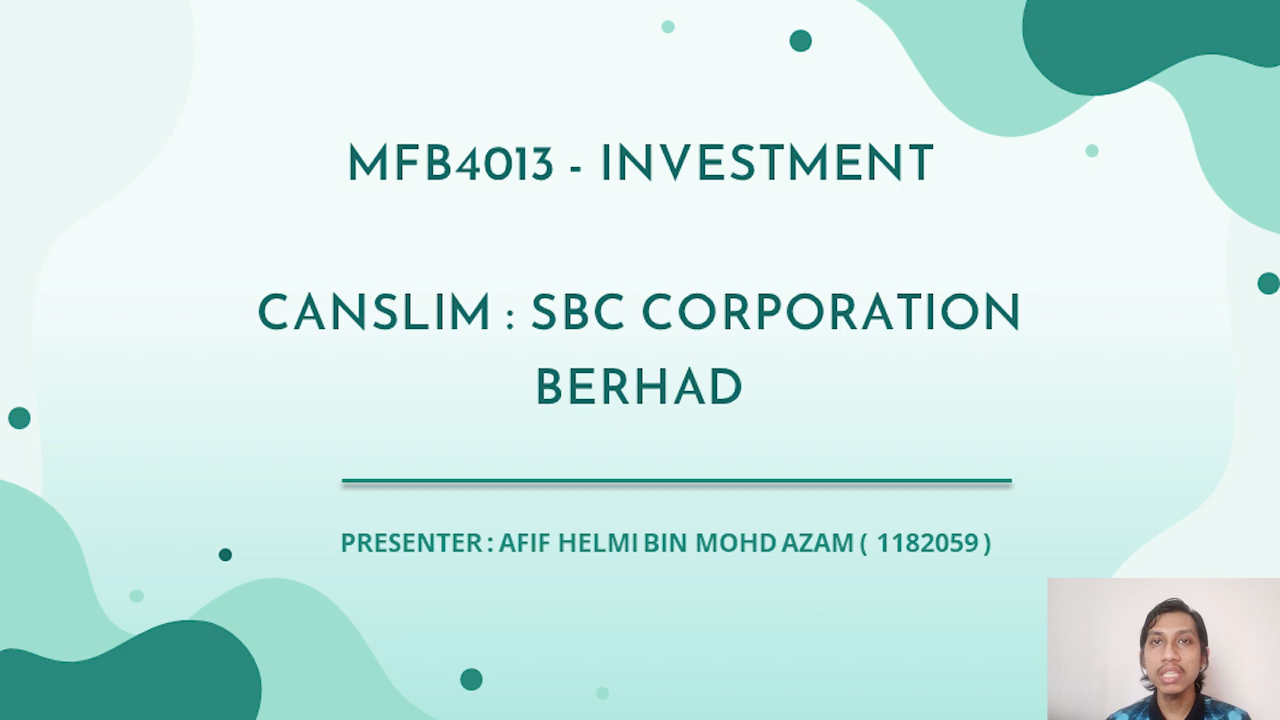 MFB4013 - INVESTMENT
CANSLIM : SBC CORPORATION
BERHAD
PRESENTER : AFIF HELMI BIN MOHD AZAM ( 1182059 )